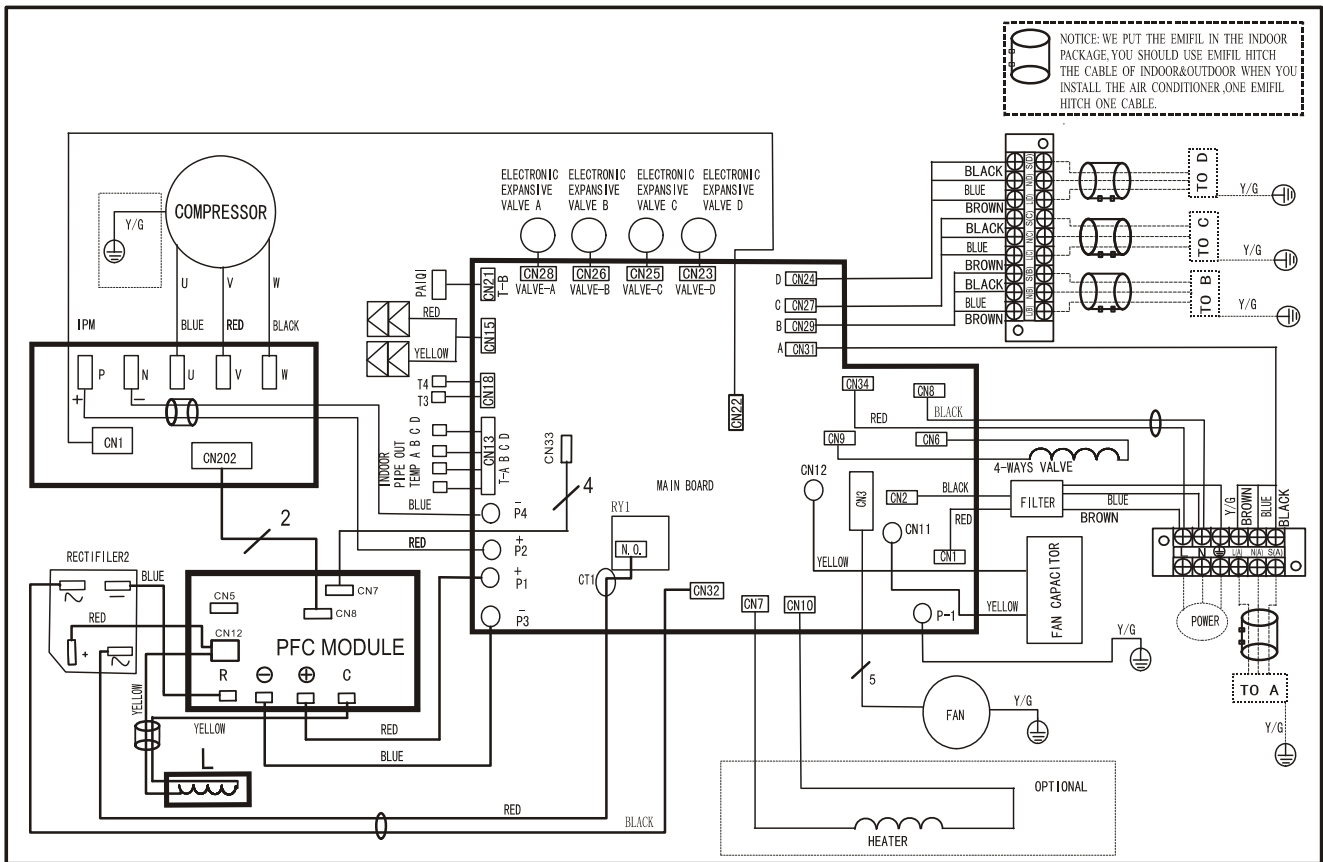 NOTICE: WE PUT THE EMIFIL IN THE INDOOR
PACKAGE, YOU SHOULD USE EMIFIL HITCH
THE CABLE OF INDOOR&OUTDOOR WHEN YOU
INSTALL THE AIR CONDITIONER ,ONE EMIFIL
HITCH ONE CABLE.
COMPRESSOR
Y/G
U
V
W
BLUE
RED
BLACK
IPM
P
N
U
V
W
+
−
CN1
CN202
2
ELECTRONIC
EXPANSIVE
VALVE A
ELECTRONIC
EXPANSIVE
VALVE B
ELECTRONIC
EXPANSIVE
VALVE C
ELECTRONIC
EXPANSIVE
VALVE D
CN28
VALVE-A
CN26
VALVE-B
CN25
VALVE-C
CN23
VALVE-D
PAIQI
CN21
T-B
RED
YELLOW
CN15
T4
T3
CN18
INDOOR
PIPE OUT
TEMP A B C D
CN13
T-A B C D
CN33
4
CN22
MAIN BOARD
BLUE
−
P4
RED
+
P2
+
P1
−
P3
RY1
N.O.
CT1
CN32
CN7
CN10
D
CN24
C
CN27
B
CN29
A
CN31
CN34
CN8
RED
BLACK
CN9
CN6
4-WAYS VALVE
CN12
CN3
CN2
BLACK
CN11
RED
CN1
FILTER
BLUE
BROWN
YELLOW
YELLOW
FAN CAPACITOR
P-1
Y/G
5
FAN
Y/G
OPTIONAL
HEATER
BLACK
BLUE
BROWN
BLACK
BLUE
BROWN
BLACK
BLUE
BROWN
S(D)
N(D)
L(D)
S(C)
N(C)
L(C)
S(B)
N(B)
L(B)
TO D
Y/G
TO C
Y/G
TO B
Y/G
Y/G
BROWN
BLUE
BLACK
L
N
L(A)
N(A)
S(A)
POWER
TO A
Y/G
RECTIFILER2
BLUE
~
−
RED
+
~
CN5
CN7
CN8
CN12
PFC MODULE
R
−
+
C
YELLOW
YELLOW
L
RED
BLUE
RED
BLACK